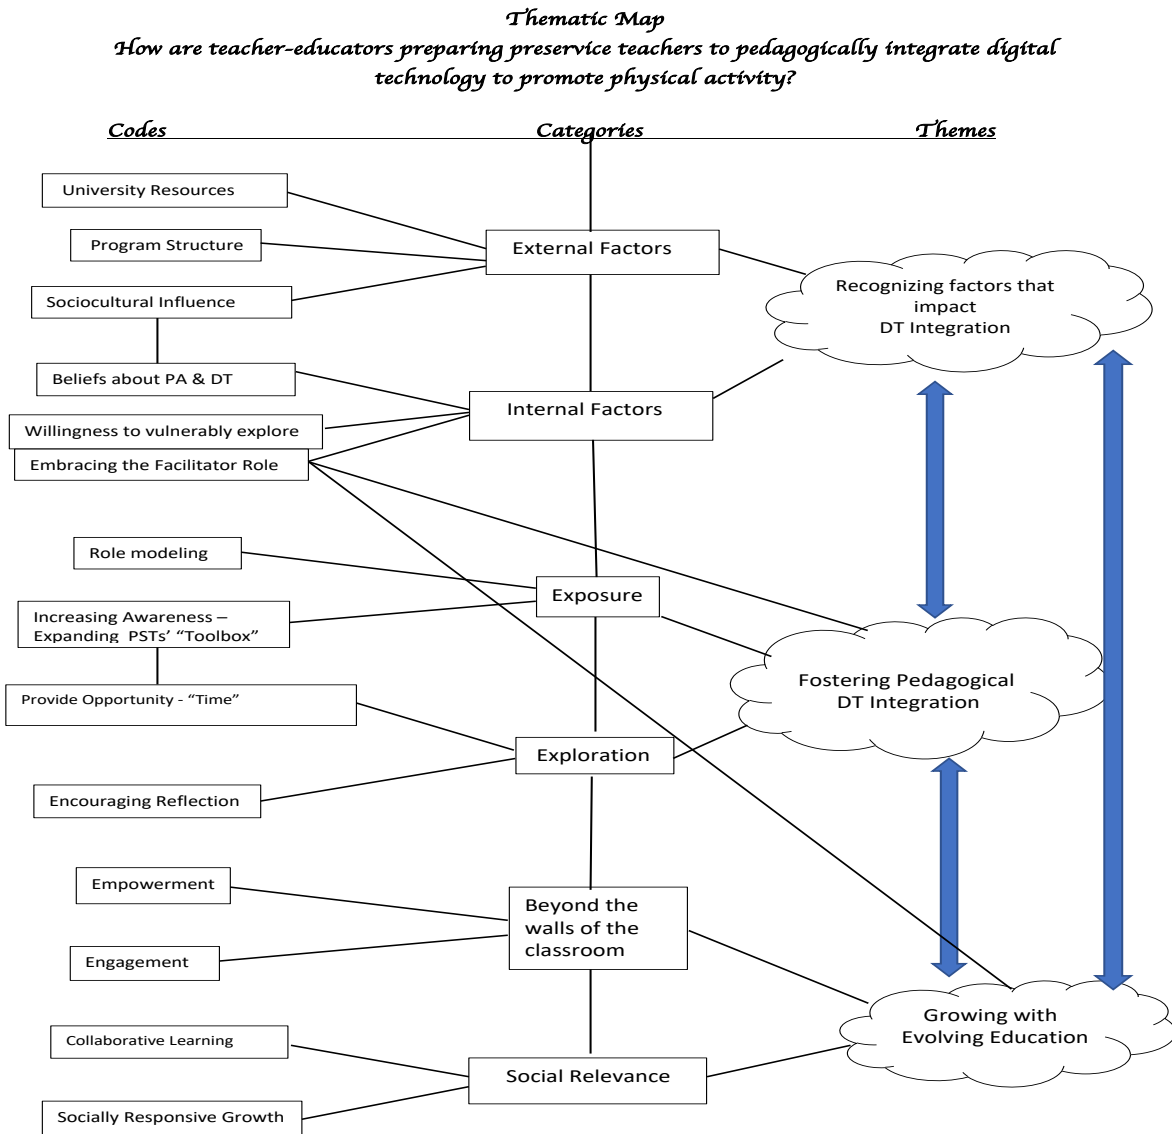 Thematic Map
How are teacher-educators preparing preservice teachers to pedagogically integrate digital
technology to promote physical activity?
Codes
Categories
Themes
University Resources
Program Structure
External Factors
Sociocultural Influence
Recognizing factors that
impact
DT Integration
Beliefs about PA & DT
Internal Factors
Willingness to vulnerably explore
Embracing the Facilitator Role
Role modeling
Exposure
Increasing Awareness –
Expanding PSTs' "Toolbox"
Fostering Pedagogical
DT Integration
Provide Opportunity - "Time"
Exploration
Encouraging Reflection
Empowerment
Beyond the
walls of the
classroom
Engagement
Growing with
Evolving Education
Collaborative Learning
Social Relevance
Socially Responsive Growth